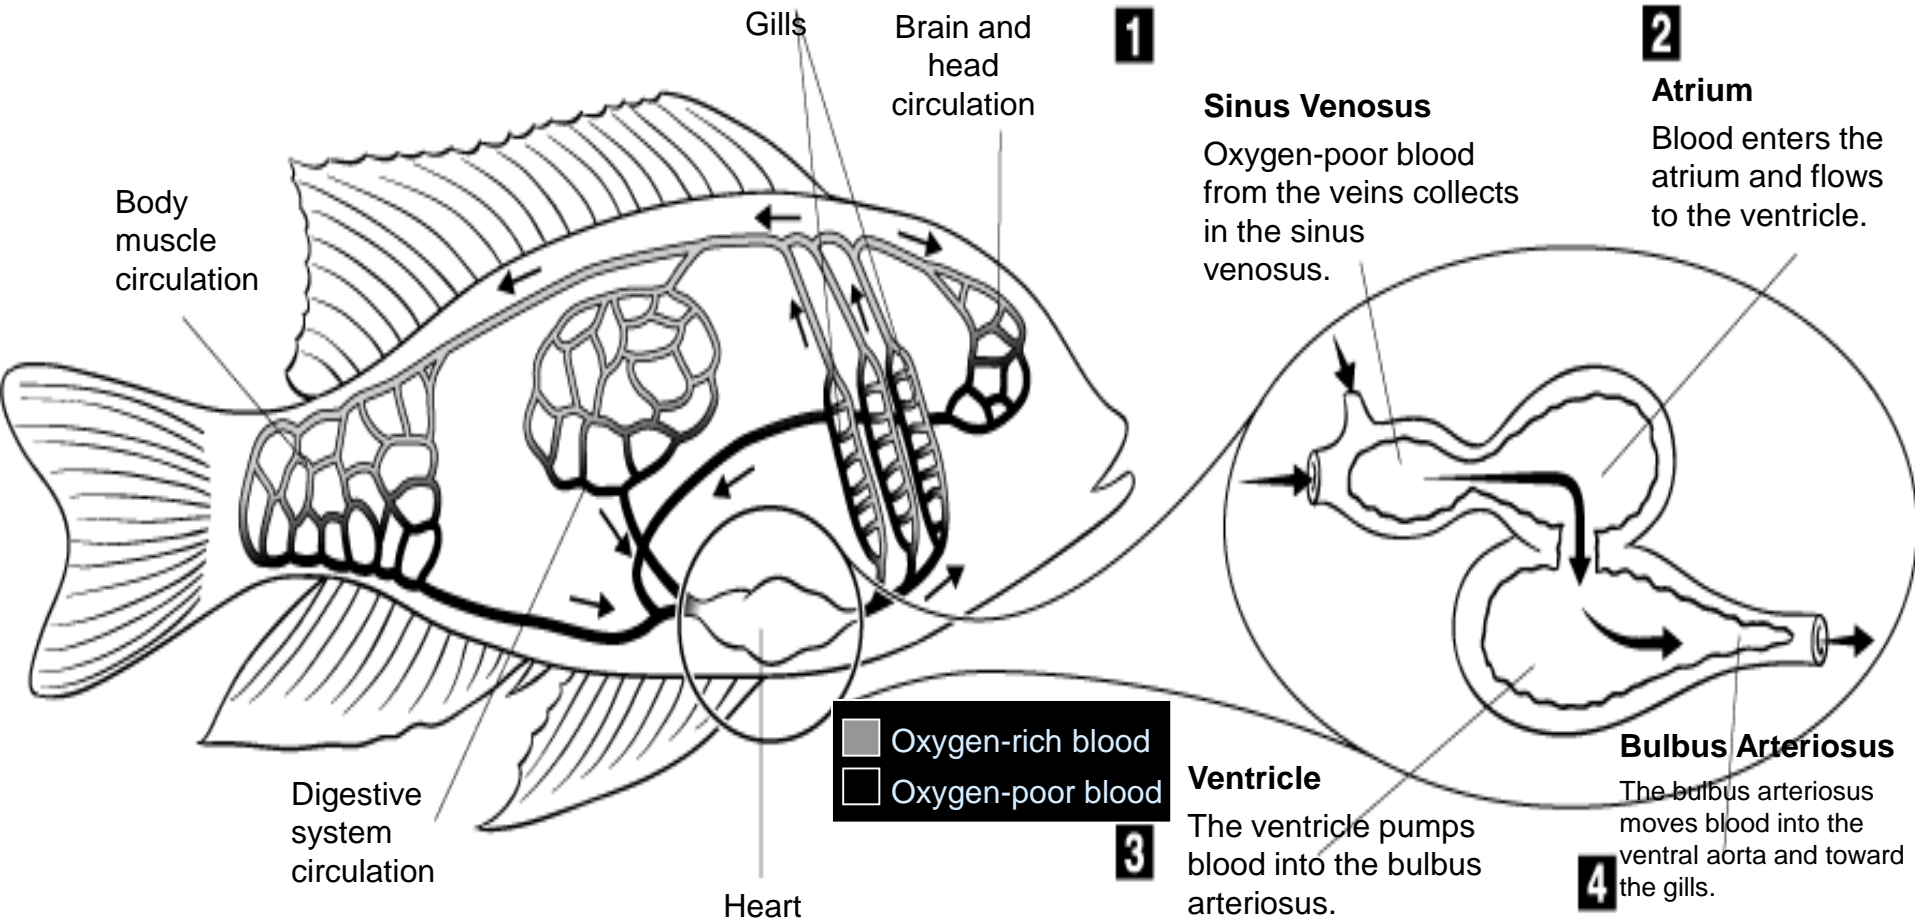 Gills
Brain and
head
circulation
Body
muscle
circulation
Digestive
system
circulation
Heart
Oxygen-rich blood
Oxygen-poor blood
1
Sinus Venosus
Oxygen-poor blood
from the veins collects
in the sinus
venosus.
2
Atrium
Blood enters the
atrium and flows
to the ventricle.
3
Ventricle
The ventricle pumps
blood into the bulbus
arteriosus.
4
Bulbus Arteriosus
The bulbus arteriosus
moves blood into the
ventral aorta and toward
the gills.